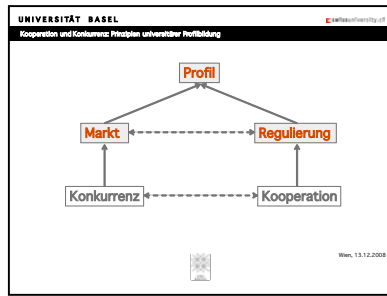 UNIVERSITÄT BASEL
swissuniversity.ch
Kooperation und Konkurrenz: Prinzipien universitärer Profilbildung
Profil
Markt
Regulierung
Konkurrenz
Kooperation
Wien, 13.12.2008